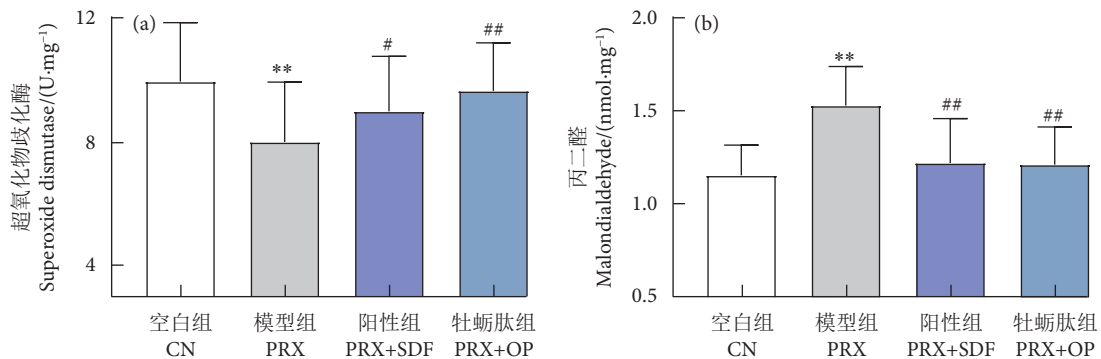 (a)
超氧化物歧化酶
Superoxide dismutase/(U·mg⁻¹)
12
8
4
**
#
##
空白组
CN
模型组
PRX
阳性组
PRX+SDF
牡蛎肽组
PRX+OP
(b)
丙二醛
Malondialdehyde/(nmol·mg⁻¹)
2.0
1.5
1.0
0.5
**
##
##
空白组
CN
模型组
PRX
阳性组
PRX+SDF
牡蛎肽组
PRX+OP